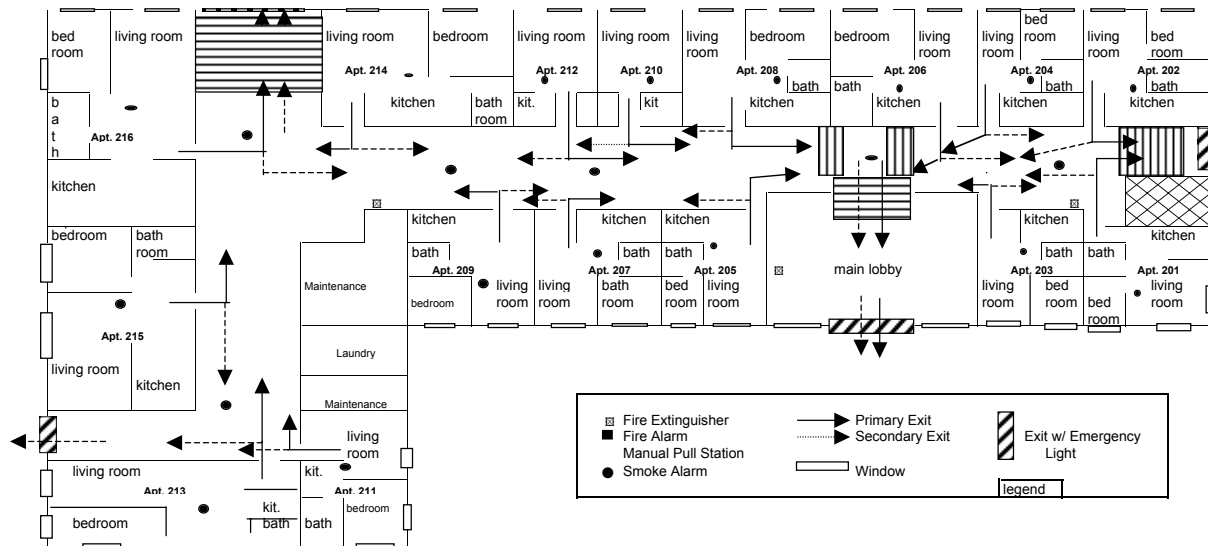 bed
room
living room
living room
bedroom
living
room
living room
living
room
bedroom
bedroom
living
room
living
room
bed
room
living
room
bed
room
Apt. 214
Apt. 212
Apt. 210
Apt. 208
Apt. 206
Apt. 204
Apt. 202
bath
bath
bath
bath
b
a
t
h
Apt. 216
kitchen
bath
room
kit.
kit
kitchen
kitchen
kitchen
kitchen
kitchen
bedroom
bath
room
kitchen
kitchen
kitchen
kitchen
kitchen
bath
bath
bath
bath
bath
Apt. 209
Apt. 207
Apt. 205
main lobby
Apt. 203
Apt. 201
Maintenance
bedroom
living
room
living
room
bath
room
bed
room
living
room
living
room
bed
room
bed
room
living
room
Apt. 215
living room
kitchen
Laundry
Maintenance
living
room
living room
kit.
Apt. 213
Apt. 211
bedroom
kit.
bath
bath
bedroom
Fire Extinguisher
Fire Alarm
Manual Pull Station
Smoke Alarm
Primary Exit
Secondary Exit
Window
Exit w/ Emergency
Light
legend